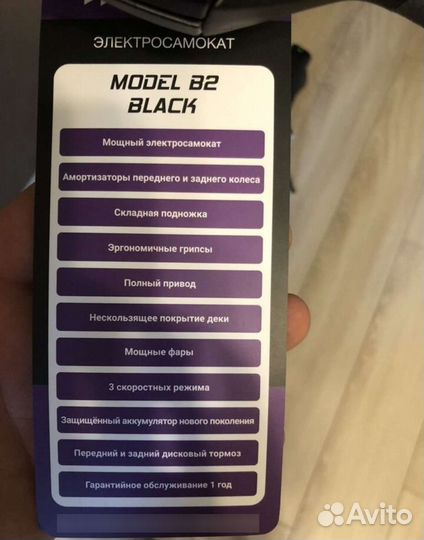 ЭЛЕКТРОСАМОКАТ
MODEL B2
BLACK
Мощный электросамокат
Амортизаторы переднего и заднего колеса
Складная подножка
Эргономичные грипсы
Полный привод
Нескользящее покрытие деки
Мощные фары
3 скоростных режима
Защищённый аккумулятор нового поколения
Передний и задний дисковый тормоз
Гарантийное обслуживание 1 год
Avito